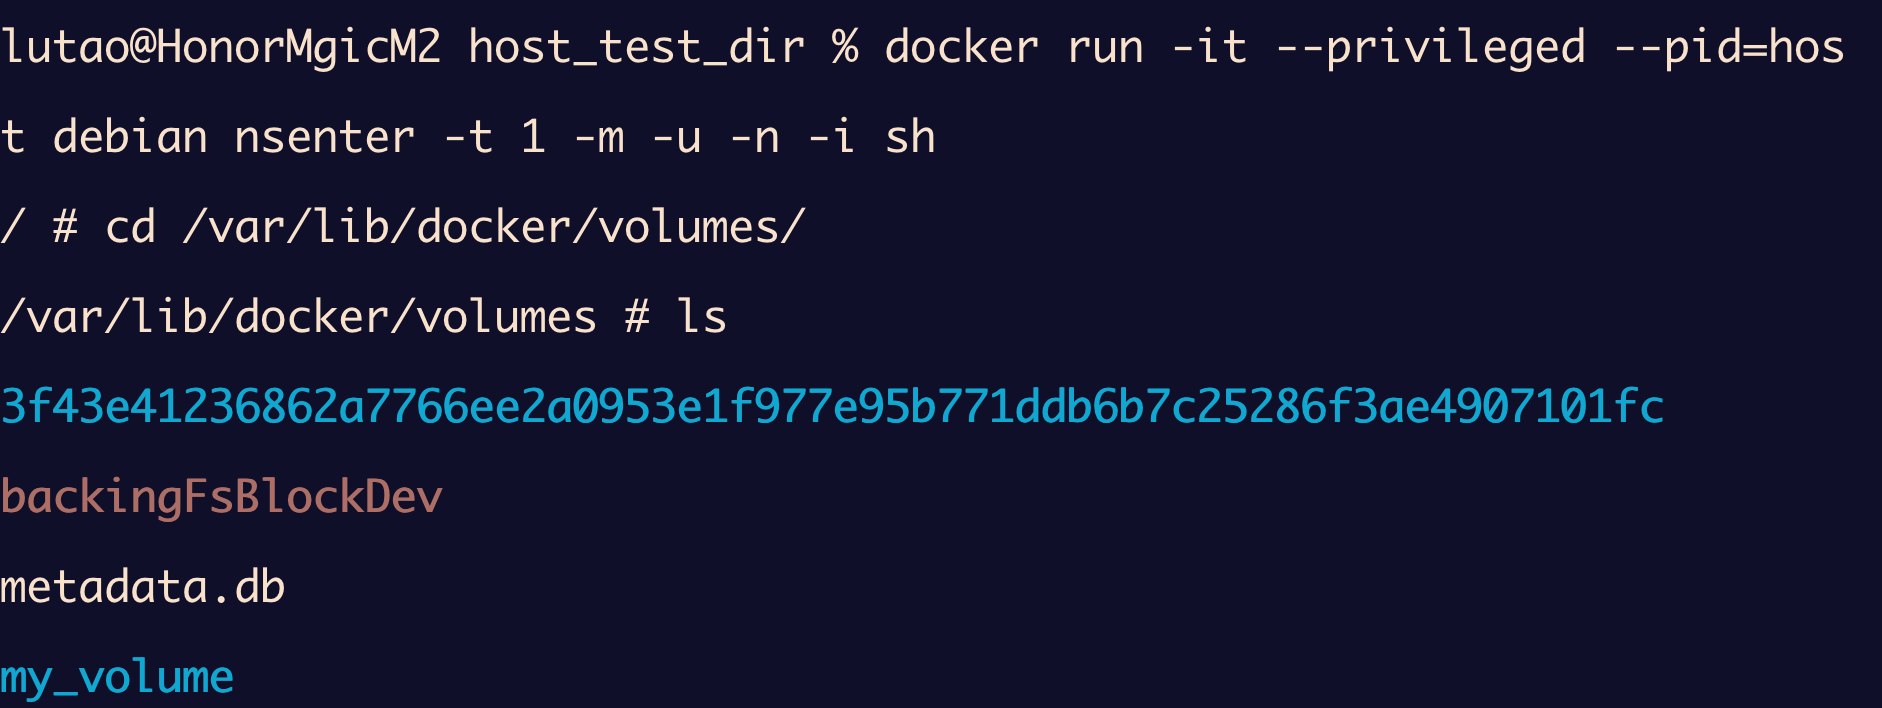 lutao@HonorMgicM2 host_test_dir % docker run -it --privileged --pid=hos
t debian nsenter -t 1 -m -u -n -i sh
/ # cd /var/lib/docker/volumes/
/var/lib/docker/volumes # ls
3f43e41236862a7766ee2a0953e1f977e95b771ddb6b7c25286f3ae4907101fc
backingFsBlockDev
metadata.db
my_volume